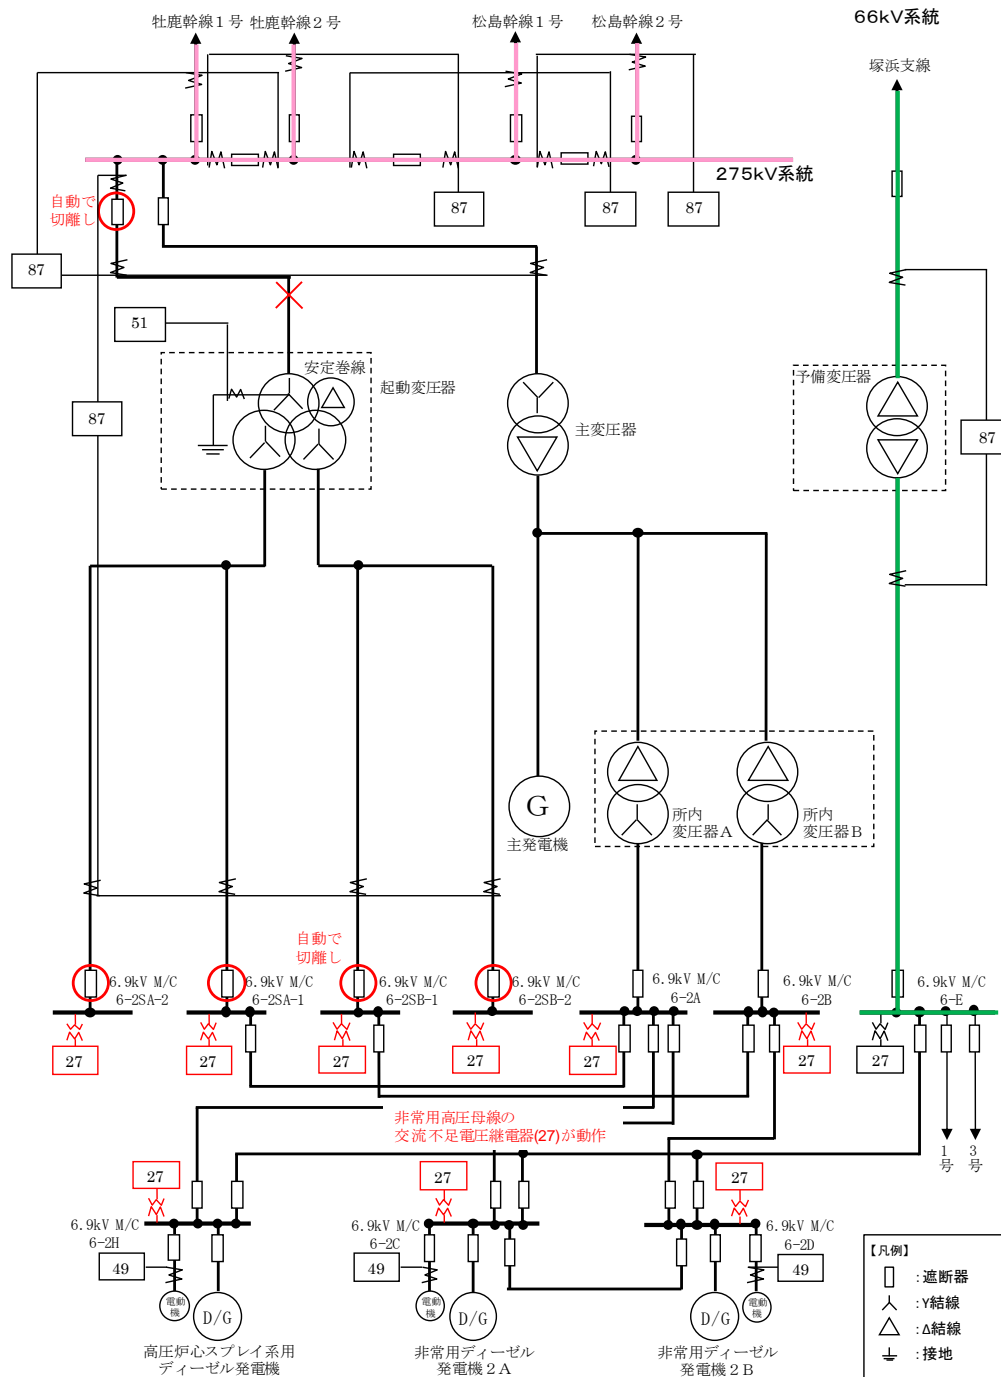 牡鹿幹線1号
牡鹿幹線2号
松島幹線1号
松島幹線2号
66kV系統
塚浜支線
275kV系統
自動で
切離し
87
87
87
87
51
安定巻線
起動変圧器
予備変圧器
87
主変圧器
87
G
主発電機
所内
変圧器A
所内
変圧器B
自動で
切離し
6.9kV M/C
6-2SA-2
6.9kV M/C
6-2SA-1
6.9kV M/C
6-2SB-1
6.9kV M/C
6-2SB-2
6.9kV M/C
6-2A
6.9kV M/C
6-2B
6.9kV M/C
6-E
27
27
27
27
27
27
27
非常用高圧母線の
交流不足電圧継電器(27)が動作
1号
3号
27
27
27
6.9kV M/C
6-2H
6.9kV M/C
6-2C
6.9kV M/C
6-2D
49
49
49
電動機
D/G
電動機
D/G
D/G
電動機
高圧炉心スプレイ系用
ディーゼル発電機
非常用ディーゼル
発電機2A
非常用ディーゼル
発電機2B
【凡例】
:遮断器
:Y結線
:Δ結線
:接地